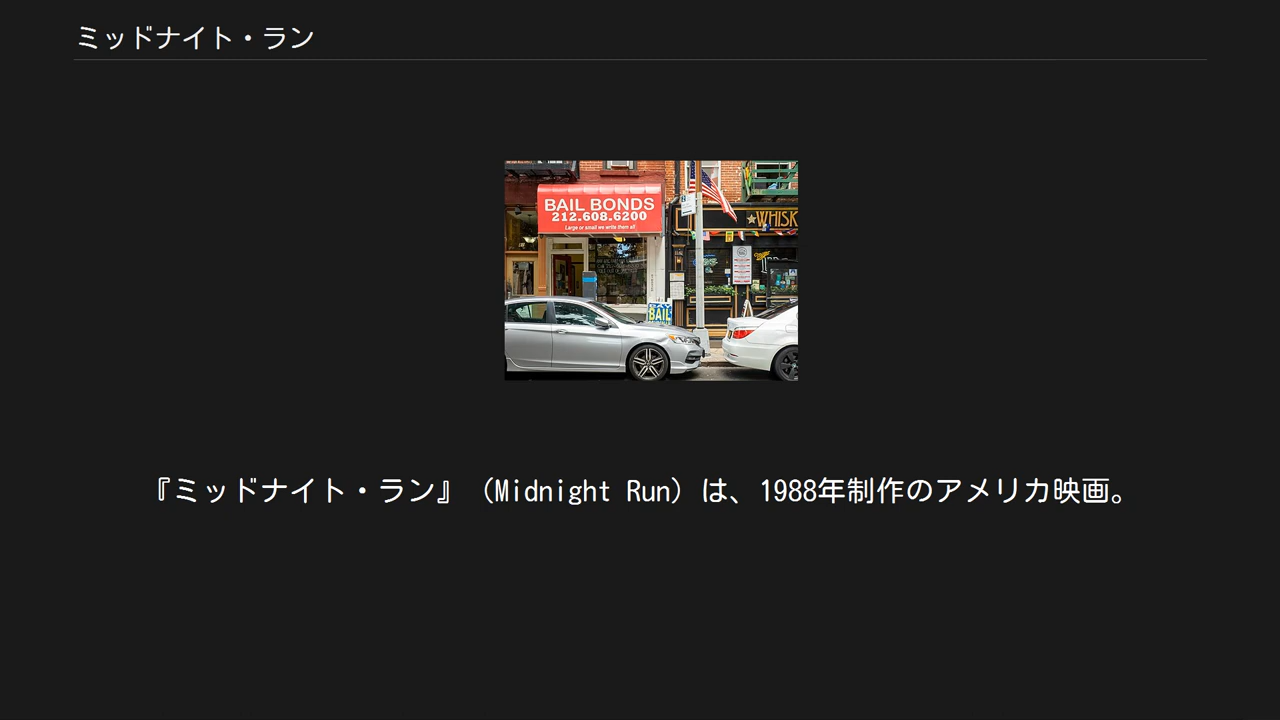 ミッドナイト・ラン
BAIL BONDS
212.608.6200
Large or small we write them all
WHISK
BAIL
『ミッドナイト・ラン』（Midnight Run）は、1988年制作のアメリカ映画。